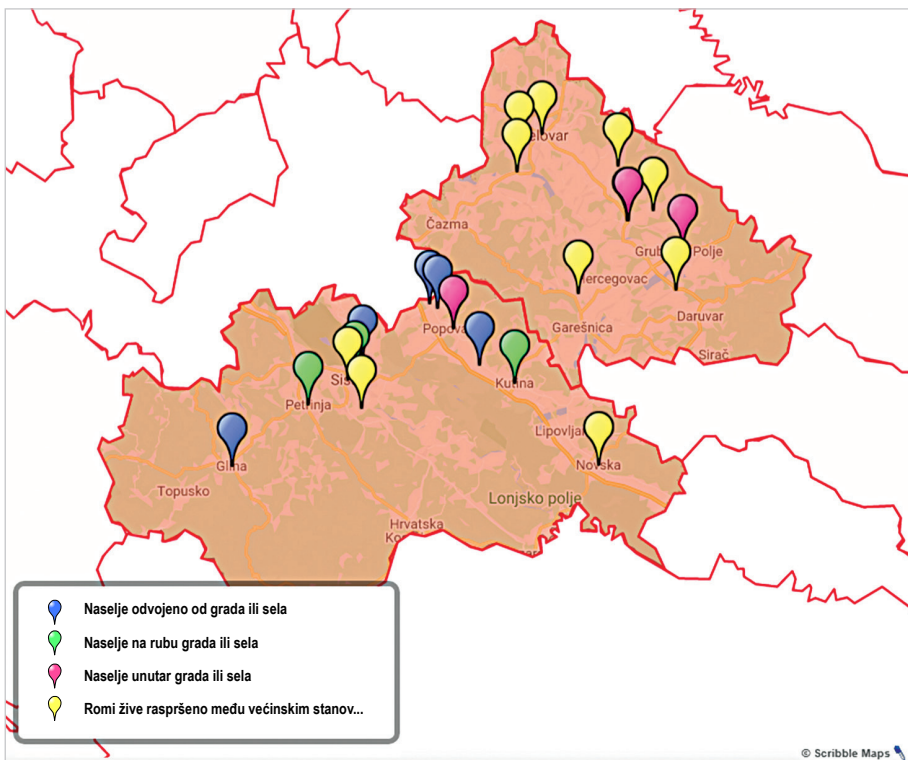 elovar
Čazma
Grub Polje
ercegovac
Daruvar
Popova
Garešnica
Sirač
Sis
Kutina
Petrinja
Lipovlja
Glina
Novska
Topusko
Lonjsko polje
Hrvatska
Ko
Naselje odvojeno od grada ili sela
Naselje na rubu grada ili sela
Naselje unutar grada ili sela
Romi žive raspršeno među većinskim stanov...
© Scribble Maps